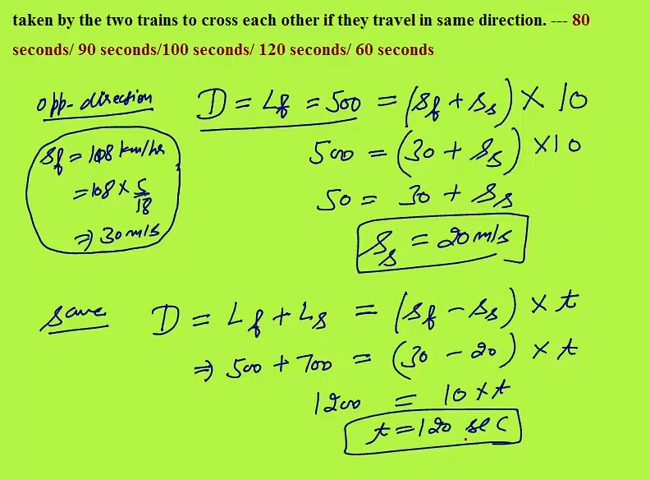 taken by the two trains to cross each other if they travel in same direction. --- 80
seconds/ 90 seconds/100 seconds/ 120 seconds/ 60 seconds
opp-direction D = Lf = 500 = (Sf + Ss) × 10
Sf = 108 km/hr
500 = (30 + Ss) × 10
= 108 × 5/18
50 = 30 + Ss
⇒ 30 m/s
Ss = 20 m/s
same D = Lf + Ls = (Sf - Ss) × t
⇒ 500 + 700 = (30 - 20) × t
1200 = 10 × t
t = 120 sec